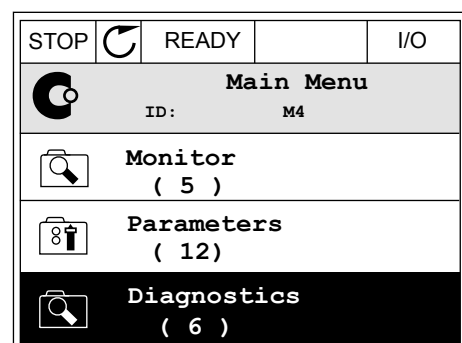 STOP READY I/O
Main Menu
ID: M4
Monitor
( 5 )
Parameters
( 12)
Diagnostics
( 6 )